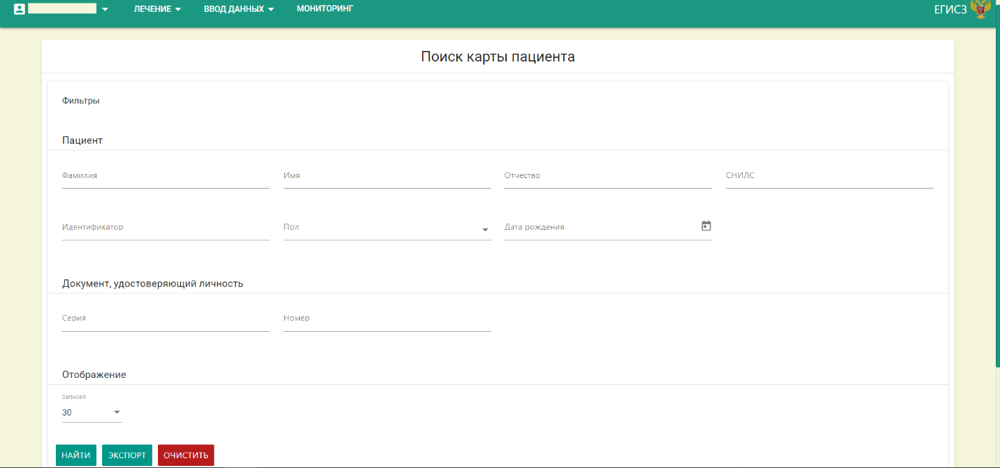 ЛЕЧЕНИЕ ВВОД ДАННЫХ МОНИТОРИНГ ЕГИСЗ
Поиск карты пациента
Фильтры
Пациент
Фамилия Имя Отчество СНИЛС
Идентификатор Пол Дата рождения
Документ, удостоверяющий личность
Серия Номер
Отображение
Записей
30
НАЙТИ ЭКСПОРТ ОЧИСТИТЬ